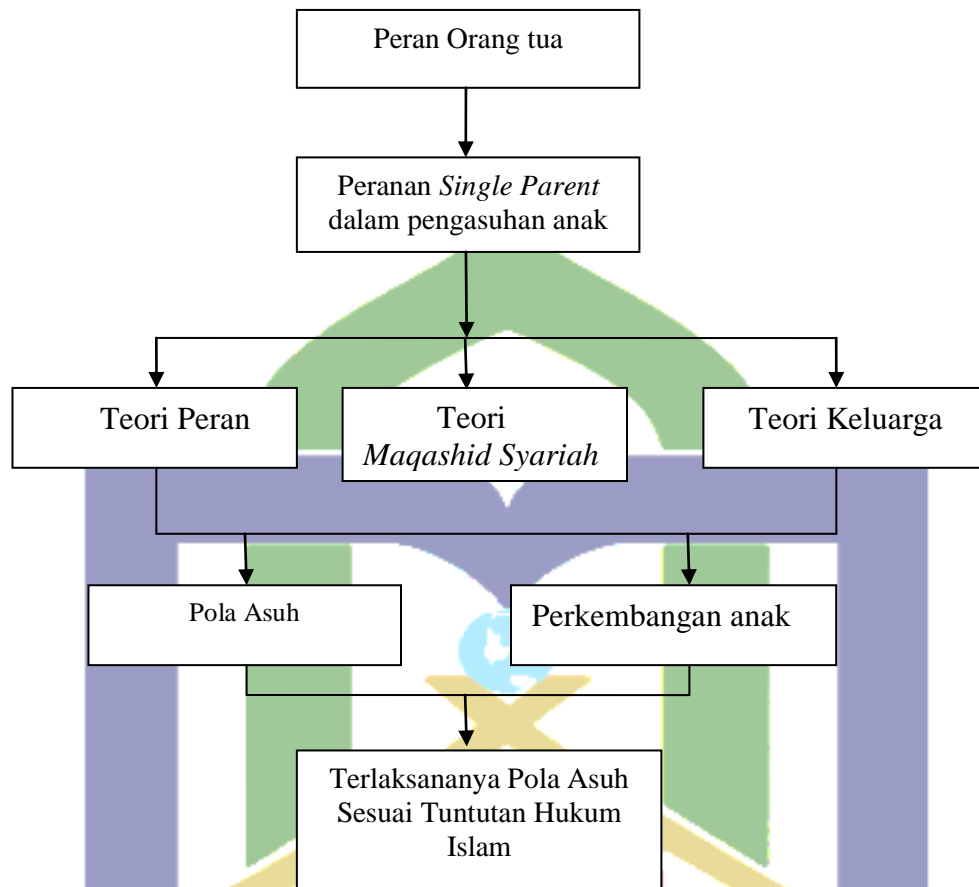 Peran Orang tua
Peranan Single Parent
dalam pengasuhan anak
Teori Peran
Teori
Maqashid Syariah
Teori Keluarga
Pola Asuh
Perkembangan anak
Terlaksananya Pola Asuh
Sesuai Tuntutan Hukum
Islam